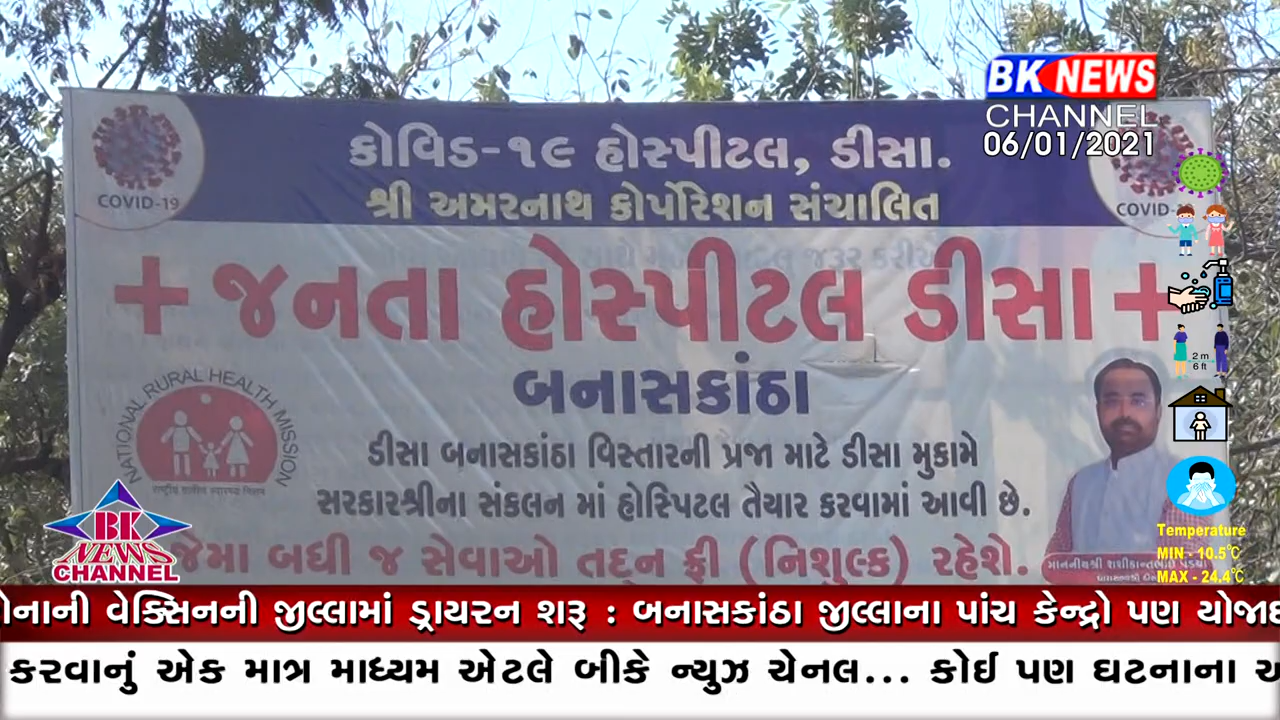 BK NEWS
CHANNEL
06/01/2021
કોવિડ-૧૯ હોસ્પીટલ, ડીસા.
શ્રી અમરનાથ કોર્પોરેશન સંચાલિત
COVID-19
COVID-
+ જનતા હોસ્પીટલ ડીસા +
બનાસકાંઠા
NATIONAL RURAL HEALTH MISSION
ડીસા બનાસકાંઠા વિસ્તારની પ્રજા માટે ડીસા મુકામે
સરકારશ્રીના સંકલન માં હોસ્પિટલ તૈયાર કરવામાં આવી છે.
જેમા બધી જ સેવાઓ તદ્દન ફ્રી (નિશુલ્ક) રહેશે.
માનનીયશ્રી
2 m
6 ft
Temperature
MIN - 10.5℃
MAX - 24.4℃
BK
NEWS
CHANNEL
ોનાની વેક્સિનની જીલ્લામાં ડ્રાયરન શરૂ : બનાસકાંઠા જીલ્લાના પાંચ કેન્દ્રો પણ યોજાઇ
કરવાનું એક માત્ર માધ્યમ એટલે બીકે ન્યુઝ ચેનલ... કોઈ પણ ઘટનાના